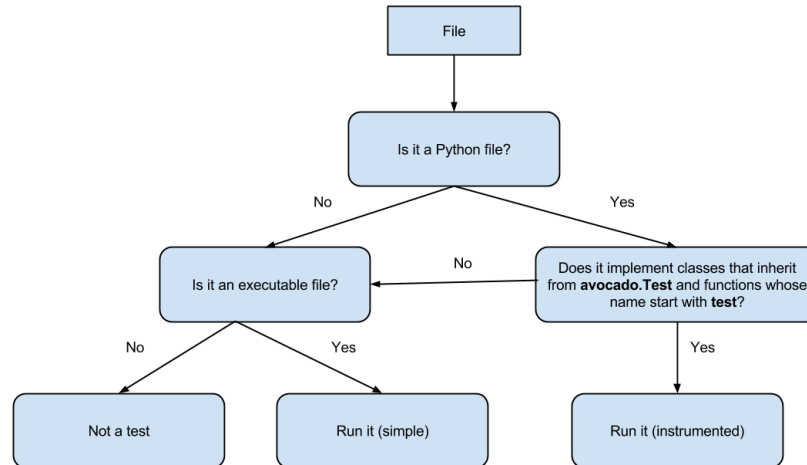 File
Is it a Python file?
No
Yes
Is it an executable file?
No
Does it implement classes that inherit
from avocado.Test and functions whose
name start with test?
No
Yes
Yes
Not a test
Run it (simple)
Run it (instrumented)